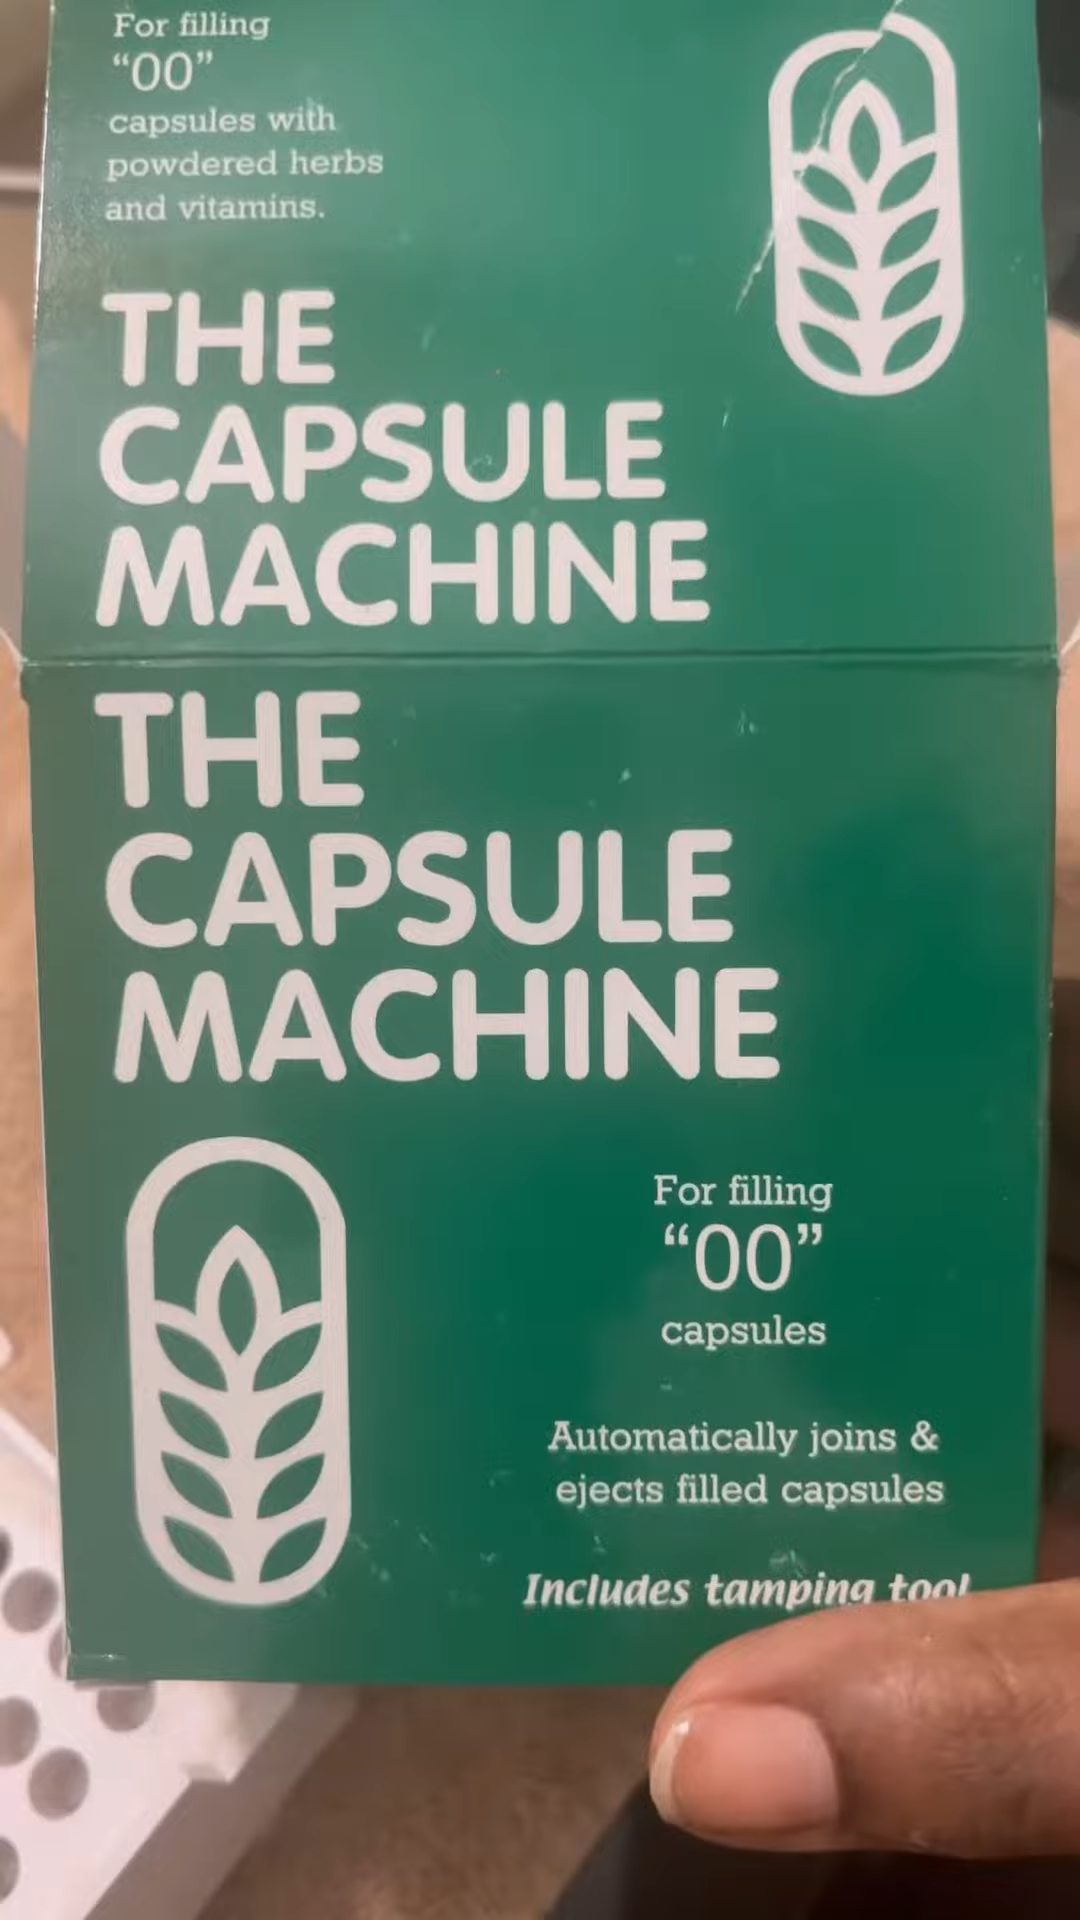 For filling
“00”
capsules with
powdered herbs
and vitamins.
THE
CAPSULE
MACHINE
THE
CAPSULE
MACHINE
For filling
“00”
capsules
Automatically joins &
ejects filled capsules
Includes tamping tool